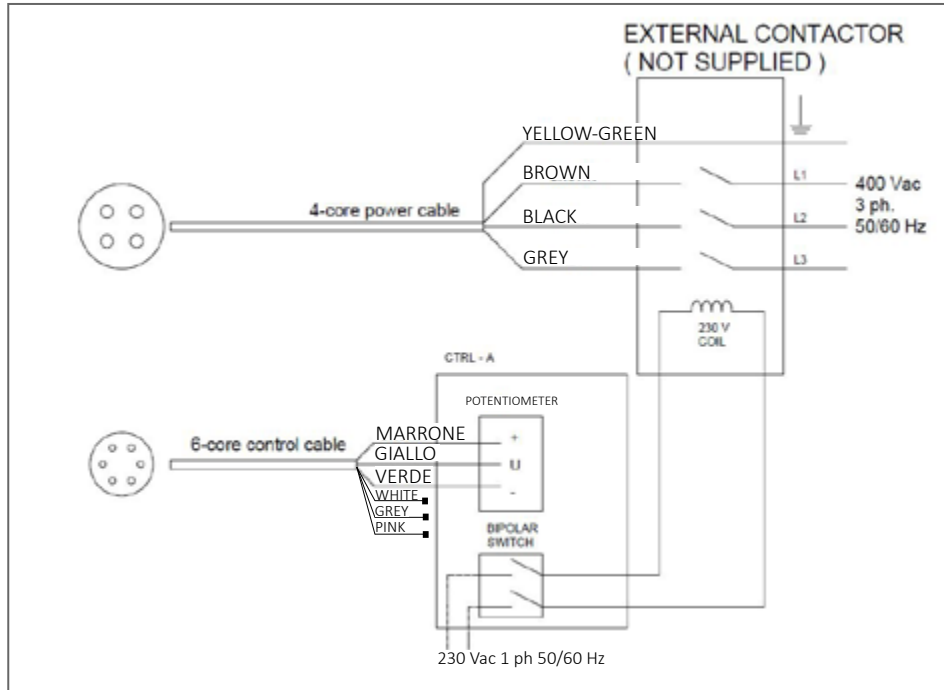 EXTERNAL CONTACTOR
( NOT SUPPLIED )
YELLOW-GREEN
BROWN
L1
400 Vac
3 ph.
50/60 Hz
4-core power cable
BLACK
L2
GREY
L3
230 V
COIL
CTRL - A
POTENTIOMETER
6-core control cable
MARRONE
+
GIALLO
U
VERDE
-
WHITE
GREY
PINK
BIPOLAR
SWITCH
230 Vac 1 ph 50/60 Hz